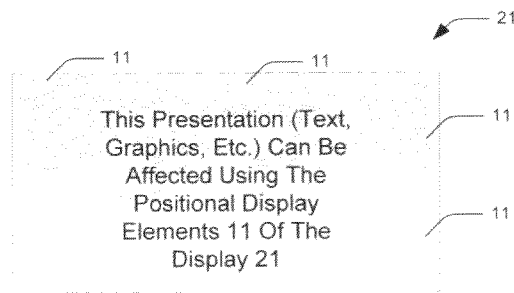 21
11
11
11
This Presentation (Text,
Graphics, Etc.) Can Be
Affected Using The
Positional Display
Elements 11 Of The
Display 21
11